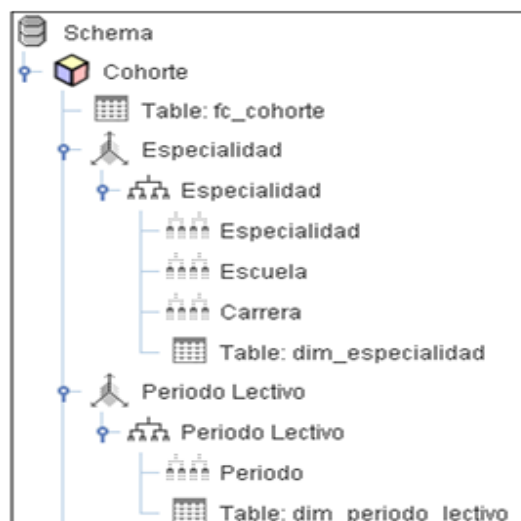 Schema
Cohorte
Table: fc_cohorte
Especialidad
Especialidad
Especialidad
Escuela
Carrera
Table: dim_especialidad
Periodo Lectivo
Periodo Lectivo
Periodo
Table: dim_periodo_lectivo